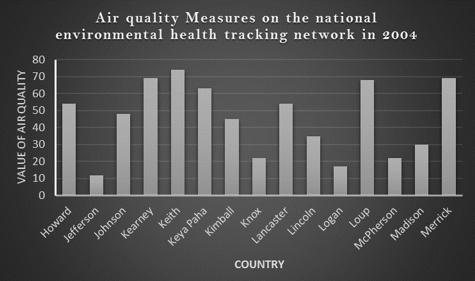 Air quality Measures on the national
environmental health tracking network in 2004
VALUE OF AIR QUALITY
80
70
60
50
40
30
20
10
0
Howard
Jefferson
Johnson
Kearney
Keith
Keya Paha
Kimball
Knox
Lancaster
Lincoln
Logan
Loup
McPherson
Madison
Merrick
COUNTRY